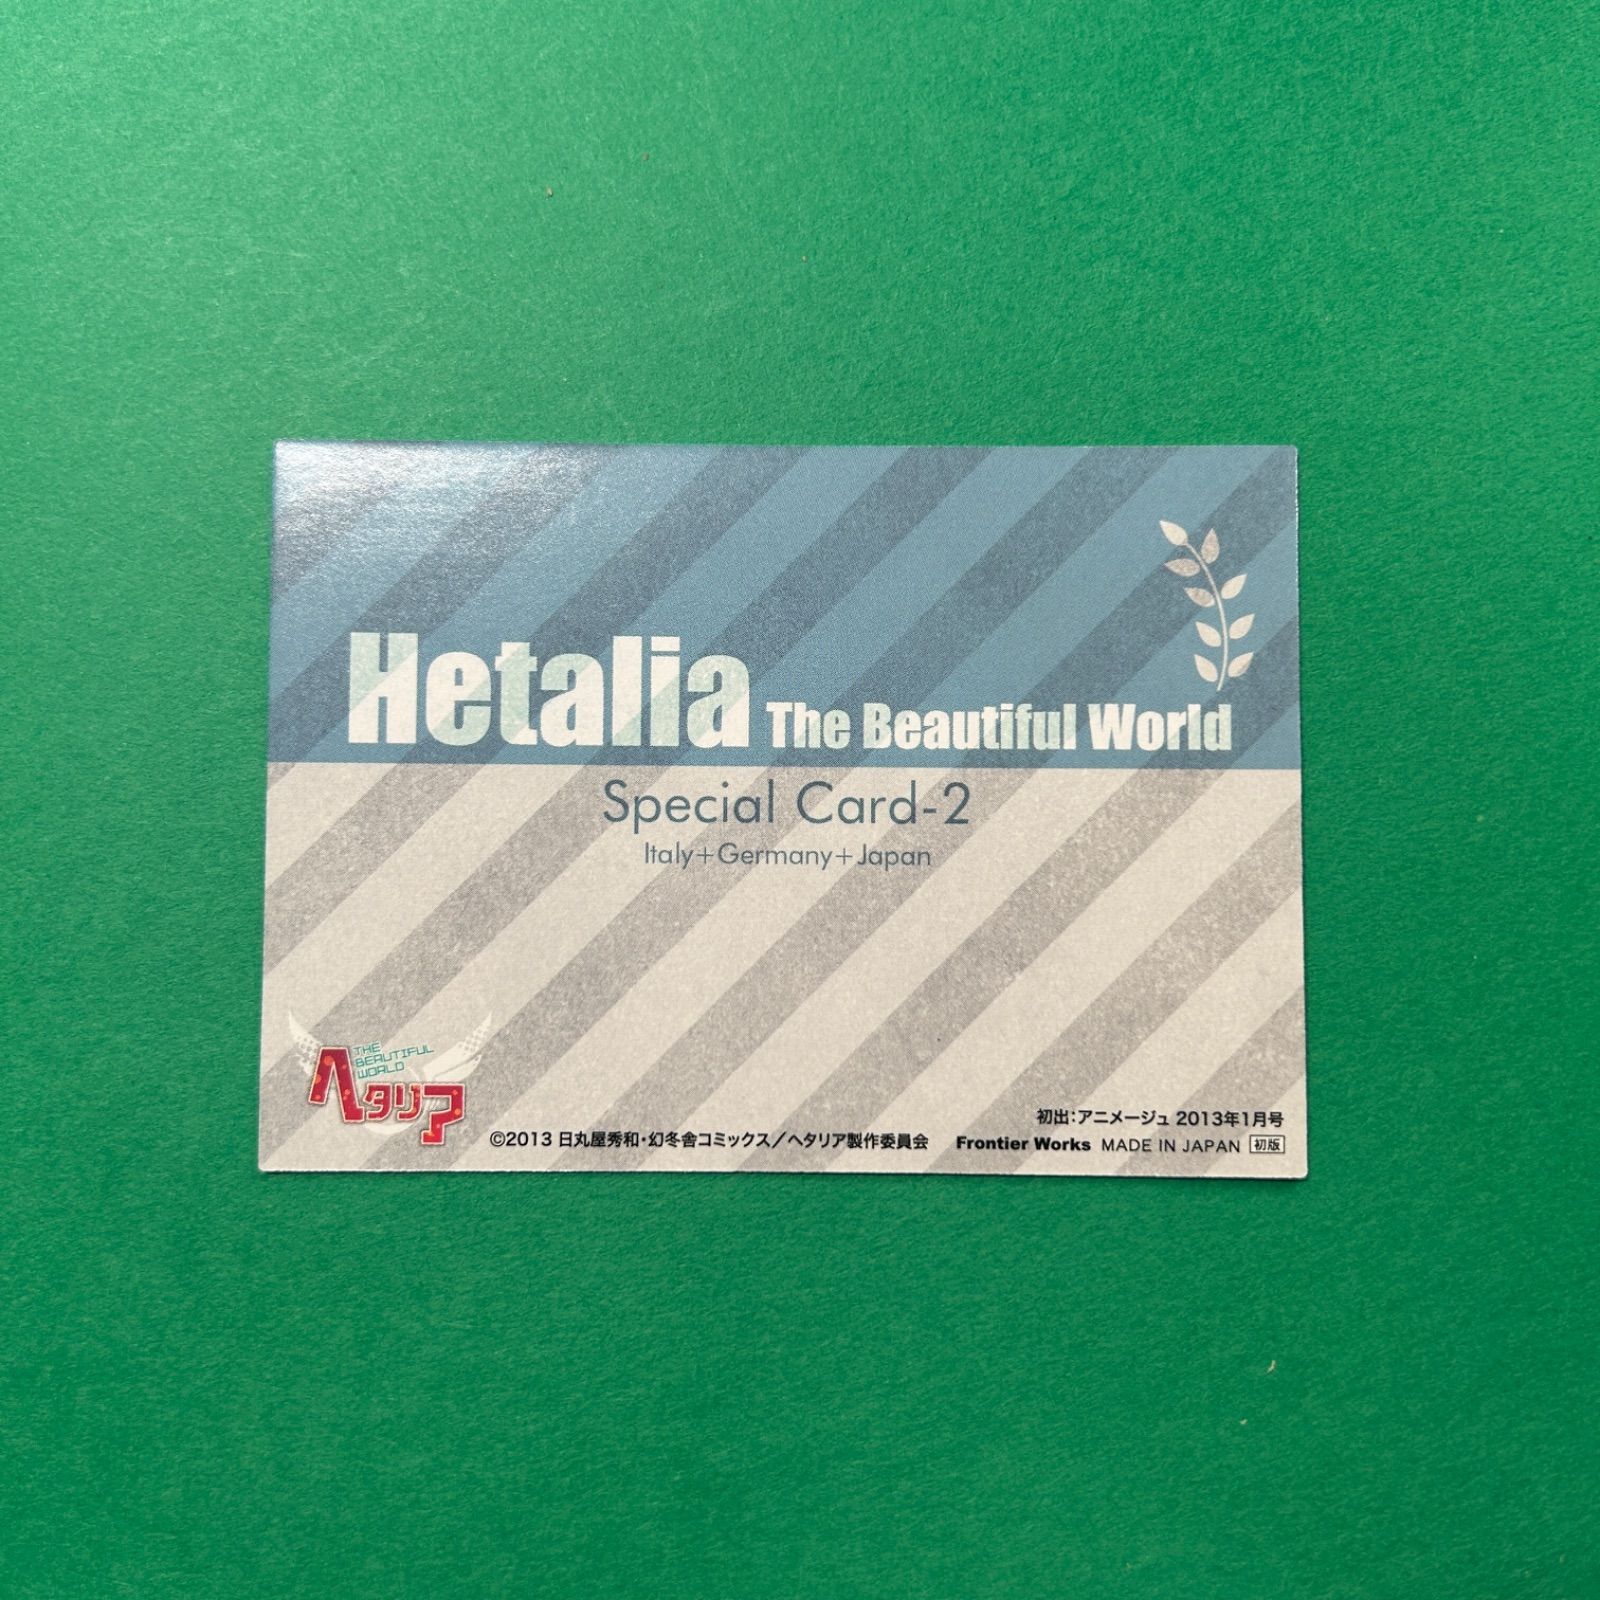 Hetalia The Beautiful World
Special Card-2
Italy+Germany+Japan
THE
BEAUTIFUL
WORLD
ヘタリア
初出：アニメージュ 2013年1月号
©2013 日丸屋秀和・幻冬舎コミックス／ヘタリア製作委員会 Frontier Works MADE IN JAPAN 初版